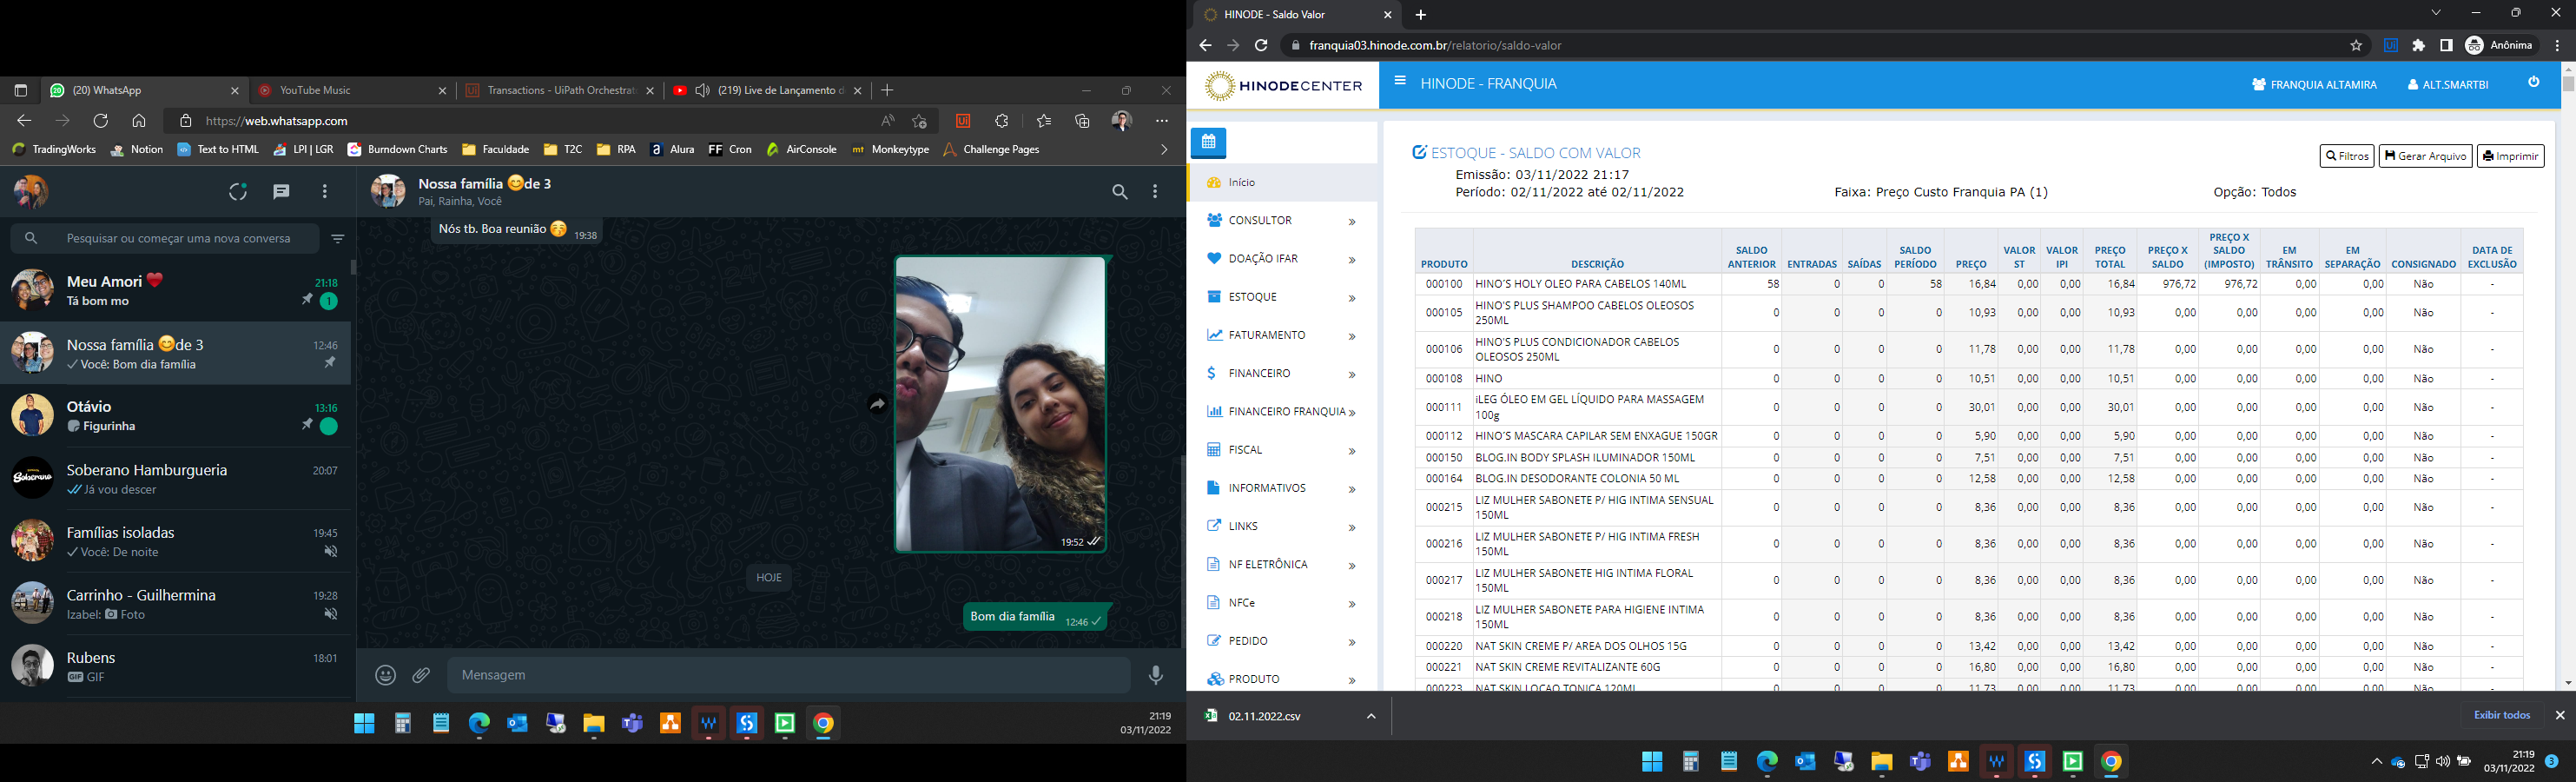 (20) WhatsApp
YouTube Music
Transactions - UiPath Orchestrat
(219) Live de Lançamento d
https://web.whatsapp.com
TradingWorks
Notion
Text to HTML
LPI | LGR
Burndown Charts
Faculdade
T2C
RPA
Alura
Cron
AirConsole
Monkeytype
Challenge Pages
Nossa família 😊de 3
Pai, Rainha, Você
Pesquisar ou começar uma nova conversa
Meu Amori ❤️ 21:18
Tá bom mo 1
Nossa família 😊de 3 12:46
Você: Bom dia família
Otávio 13:16
Figurinha
Soberano Hamburgueria 20:07
Já vou descer
Famílias isoladas 19:45
Você: De noite
Carrinho - Guilhermina 19:28
Izabel: Foto
Rubens 18:01
GIF GIF
Nós tb. Boa reunião 😚 19:38
19:52
HOJE
Bom dia família 12:46
Mensagem
21:19
03/11/2022
HINODE - Saldo Valor
franquia03.hinode.com.br/relatorio/saldo-valor
Anônima
HINODECENTER
HINODE - FRANQUIA
FRANQUIA ALTAMIRA
ALT.SMARTBI
Início
CONSULTOR
DOAÇÃO IFAR
ESTOQUE
FATURAMENTO
FINANCEIRO
FINANCEIRO FRANQUIA
FISCAL
INFORMATIVOS
LINKS
NF ELETRÔNICA
NFCe
PEDIDO
PRODUTO
ESTOQUE - SALDO COM VALOR
Filtros
Gerar Arquivo
Imprimir
Emissão: 03/11/2022 21:17
Período: 02/11/2022 até 02/11/2022 Faixa: Preço Custo Franquia PA (1) Opção: Todos
PRODUTO DESCRIÇÃO SALDO ANTERIOR ENTRADAS SAÍDAS SALDO PERÍODO PREÇO VALOR ST VALOR IPI PREÇO TOTAL PREÇO X SALDO PREÇO X SALDO (IMPOSTO) EM TRÂNSITO EM SEPARAÇÃO CONSIGNADO DATA DE EXCLUSÃO
000100 HINO'S HOLY OLEO PARA CABELOS 140ML 58 0 0 58 16,84 0,00 0,00 16,84 976,72 976,72 0,00 0,00 Não -
000105 HINO'S PLUS SHAMPOO CABELOS OLEOSOS 250ML 0 0 0 0 10,93 0,00 0,00 10,93 0,00 0,00 0,00 0,00 Não -
000106 HINO'S PLUS CONDICIONADOR CABELOS OLEOSOS 250ML 0 0 0 0 11,78 0,00 0,00 11,78 0,00 0,00 0,00 0,00 Não -
000108 HINO 0 0 0 0 10,51 0,00 0,00 10,51 0,00 0,00 0,00 0,00 Não -
000111 iLEG ÓLEO EM GEL LÍQUIDO PARA MASSAGEM 100g 0 0 0 0 30,01 0,00 0,00 30,01 0,00 0,00 0,00 0,00 Não -
000112 HINO'S MASCARA CAPILAR SEM ENXAGUE 150GR 0 0 0 0 5,90 0,00 0,00 5,90 0,00 0,00 0,00 0,00 Não -
000150 BLOG.IN BODY SPLASH ILUMINADOR 150ML 0 0 0 0 7,51 0,00 0,00 7,51 0,00 0,00 0,00 0,00 Não -
000164 BLOG.IN DESODORANTE COLONIA 50 ML 0 0 0 0 12,58 0,00 0,00 12,58 0,00 0,00 0,00 0,00 Não -
000215 LIZ MULHER SABONETE P/ HIG INTIMA SENSUAL 150ML 0 0 0 0 8,36 0,00 0,00 8,36 0,00 0,00 0,00 0,00 Não -
000216 LIZ MULHER SABONETE P/ HIG INTIMA FRESH 150ML 0 0 0 0 8,36 0,00 0,00 8,36 0,00 0,00 0,00 0,00 Não -
000217 LIZ MULHER SABONETE HIG INTIMA FLORAL 150ML 0 0 0 0 8,36 0,00 0,00 8,36 0,00 0,00 0,00 0,00 Não -
000218 LIZ MULHER SABONETE PARA HIGIENE INTIMA 150ML 0 0 0 0 8,36 0,00 0,00 8,36 0,00 0,00 0,00 0,00 Não -
000220 NAT SKIN CREME P/ AREA DOS OLHOS 15G 0 0 0 0 13,42 0,00 0,00 13,42 0,00 0,00 0,00 0,00 Não -
000221 NAT SKIN CREME REVITALIZANTE 60G 0 0 0 0 16,80 0,00 0,00 16,80 0,00 0,00 0,00 0,00 Não -
000223 NAT SKIN LOCAO TONICA 120ML 0 0 0 0 11,73 0,00 0,00 11,73 0,00 0,00 0,00 0,00 Não -
02.11.2022.csv
Exibir todos
21:19
03/11/2022
3